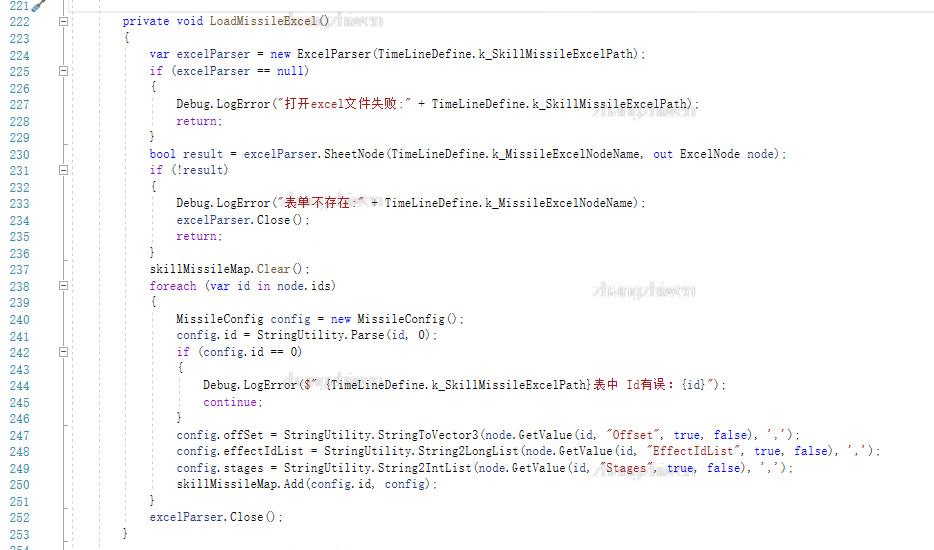 221
222 private void LoadMissileExcel()
223 {
224 var excelParser = new ExcelParser(TimeLineDefine.k_SkillMissileExcelPath);
225 if (excelParser == null)
226 {
227 Debug.LogError("打开excel文件失败:" + TimeLineDefine.k_SkillMissileExcelPath);
228 return;
229 }
230 bool result = excelParser.SheetNode(TimeLineDefine.k_MissileExcelNodeName, out ExcelNode node);
231 if (!result)
232 {
233 Debug.LogError("表单不存在:" + TimeLineDefine.k_MissileExcelNodeName);
234 excelParser.Close();
235 return;
236 }
237 skillMissileMap.Clear();
238 foreach (var id in node.ids)
239 {
240 MissileConfig config = new MissileConfig();
241 config.id = StringUtility.Parse(id, 0);
242 if (config.id == 0)
243 {
244 Debug.LogError($" {TimeLineDefine.k_SkillMissileExcelPath}表中 Id有误：{id}");
245 continue;
246 }
247 config.offSet = StringUtility.StringToVector3(node.GetValue(id, "Offset", true, false), ',');
248 config.effectIdList = StringUtility.String2LongList(node.GetValue(id, "EffectIdList", true, false), ',');
249 config.stages = StringUtility.String2IntList(node.GetValue(id, "Stages", true, false), ',');
250 skillMissileMap.Add(config.id, config);
251 }
252 excelParser.Close();
253 }